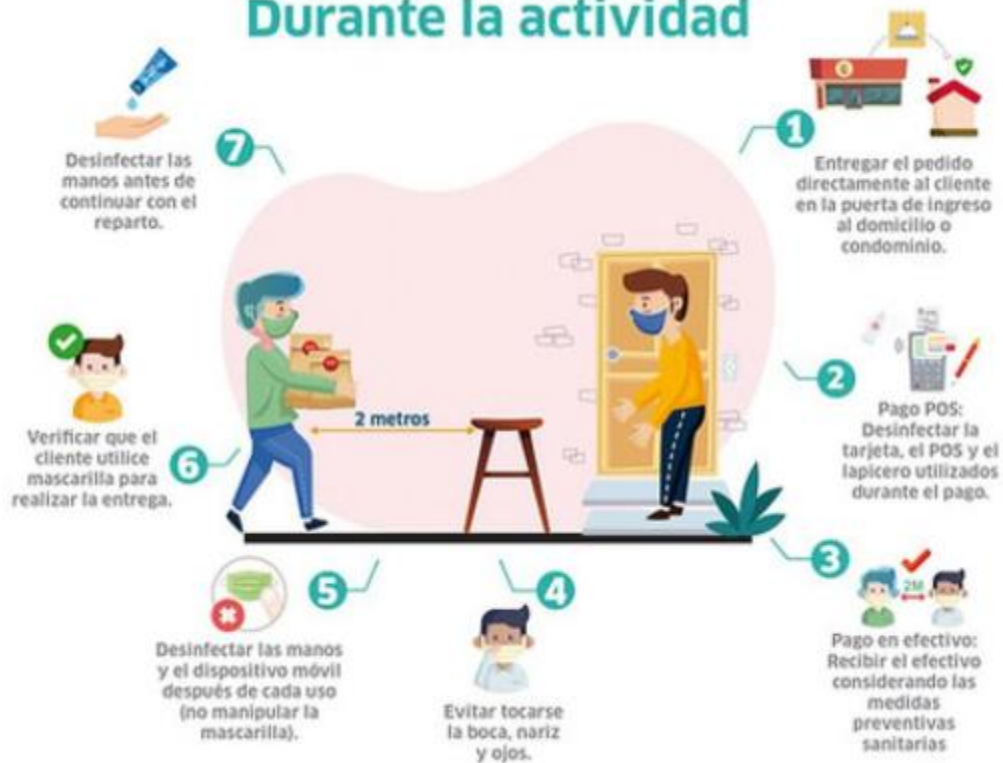 Durante la actividad
1
Entregar el pedido
directamente al cliente
en la puerta de ingreso
al domicilio o
condominio.
2
Pago POS:
Desinfectar la
tarjeta, el POS y el
lapicero utilizados
durante el pago.
3
2M
Pago en efectivo:
Recibir el efectivo
considerando las
medidas
preventivas
sanitarias
4
Evitar tocarse
la boca, nariz
y ojos.
5
Desinfectar las manos
y el dispositivo móvil
después de cada uso
(no manipular la
mascarilla).
6
Verificar que el
cliente utilice
mascarilla para
realizar la entrega.
7
Desinfectar las
manos antes de
continuar con el
reparto.
2 metros